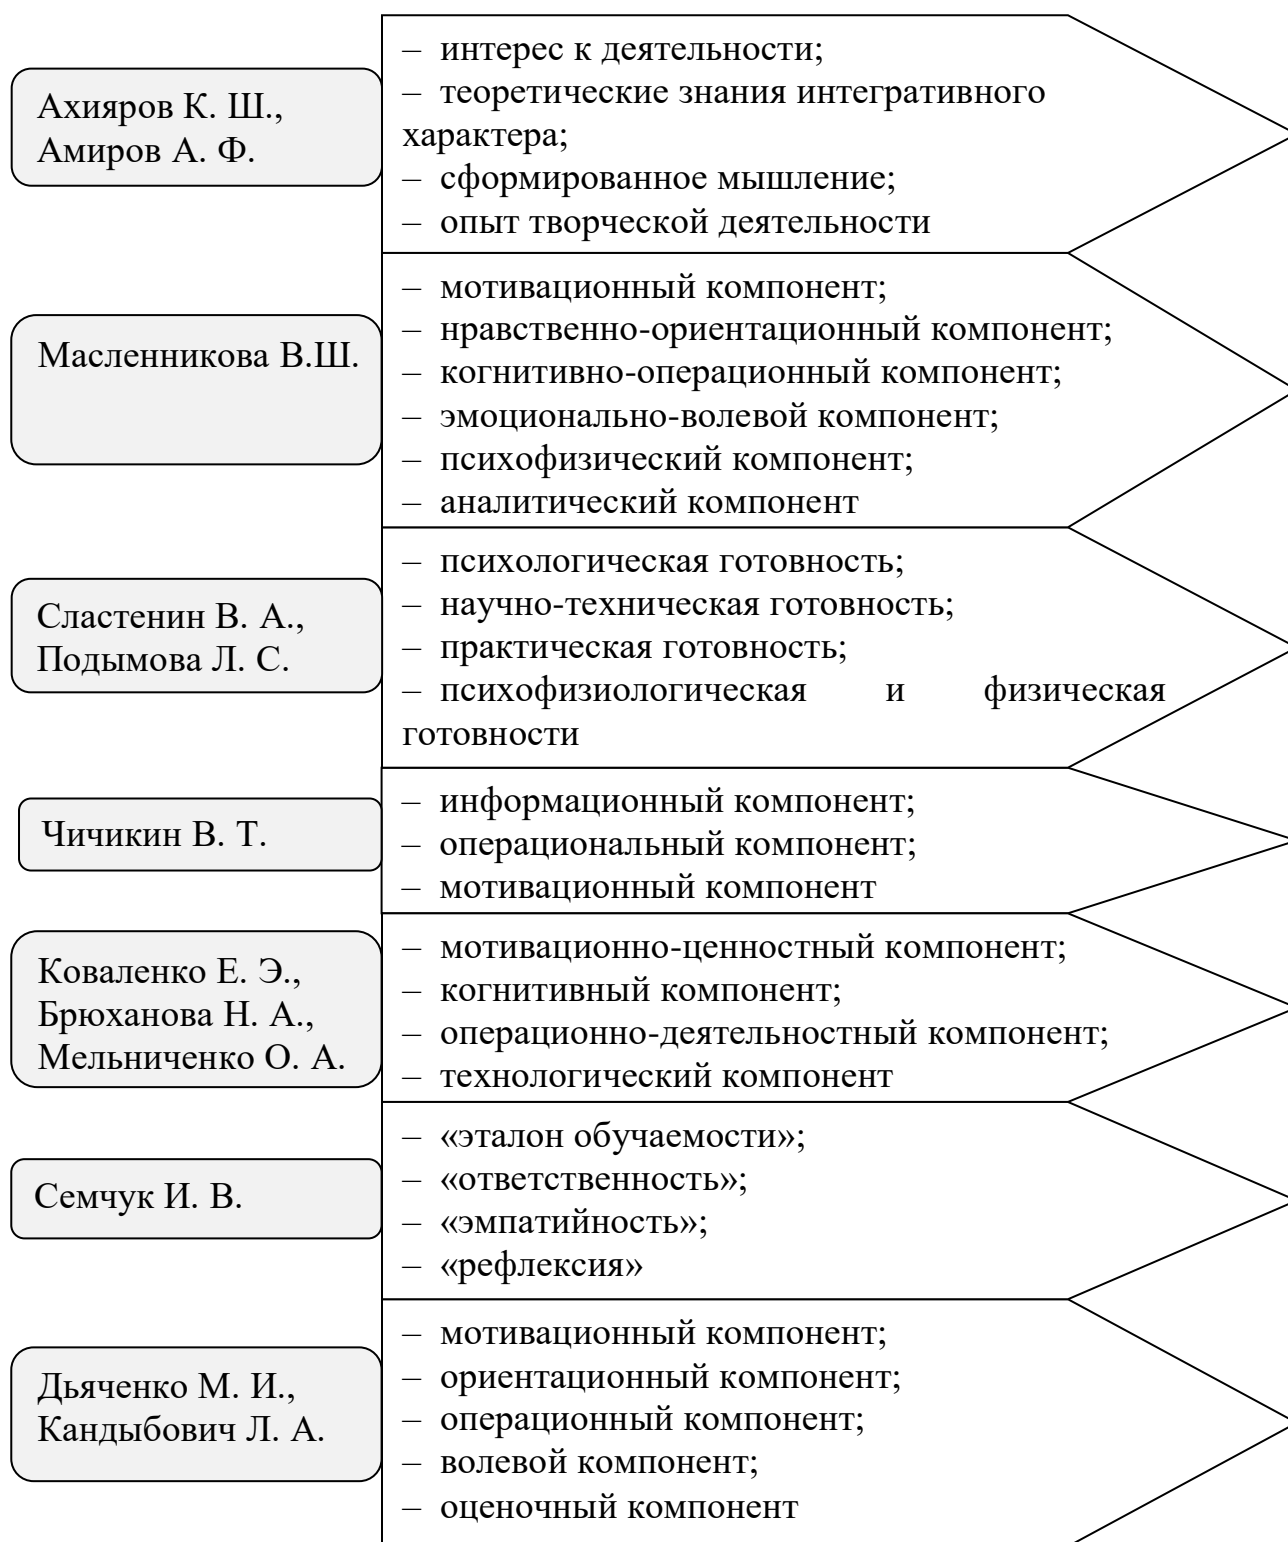 Ахияров К. Ш.,
Амиров А. Ф.
– интерес к деятельности;
– теоретические знания интегративного
характера;
– сформированное мышление;
– опыт творческой деятельности
Масленникова В.Ш.
– мотивационный компонент;
– нравственно-ориентационный компонент;
– когнитивно-операционный компонент;
– эмоционально-волевой компонент;
– психофизический компонент;
– аналитический компонент
Сластенин В. А.,
Подымова Л. С.
– психологическая готовность;
– научно-техническая готовность;
– практическая готовность;
– психофизиологическая и физическая
готовности
Чичикин В. Т.
– информационный компонент;
– операциональный компонент;
– мотивационный компонент
Коваленко Е. Э.,
Брюханова Н. А.,
Мельниченко О. А.
– мотивационно-ценностный компонент;
– когнитивный компонент;
– операционно-деятельностный компонент;
– технологический компонент
Семчук И. В.
– «эталон обучаемости»;
– «ответственность»;
– «эмпатийность»;
– «рефлексия»
Дьяченко М. И.,
Кандыбович Л. А.
– мотивационный компонент;
– ориентационный компонент;
– операционный компонент;
– волевой компонент;
– оценочный компонент